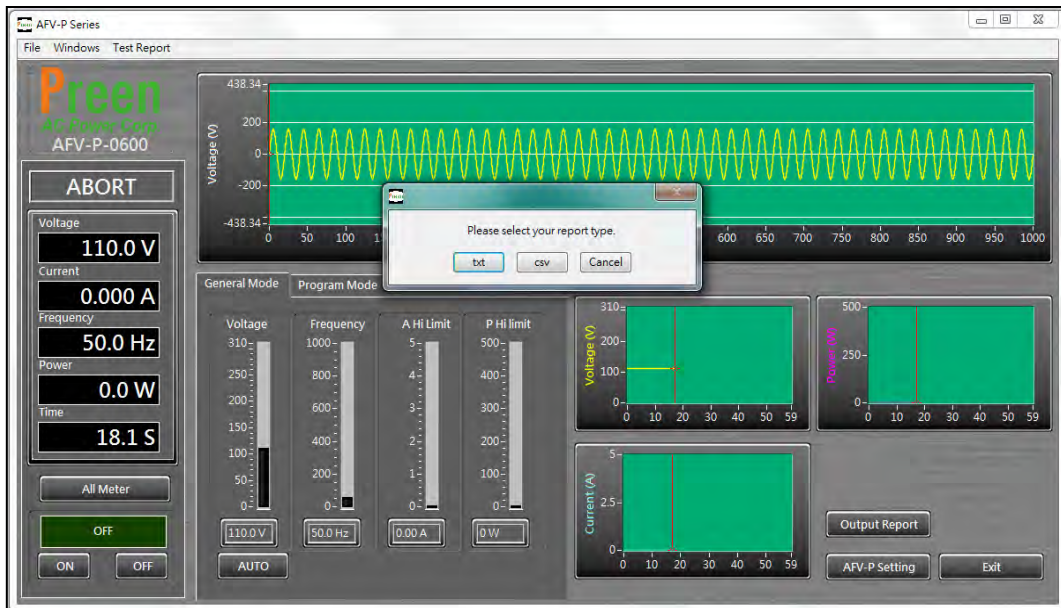 AFV-P Series
File Windows Test Report
Preen
AC Power Corp.
AFV-P-0600
ABORT
Voltage
110.0 V
Current
0.000 A
Frequency
50.0 Hz
Power
0.0 W
Time
18.1 S
All Meter
OFF
ON OFF
Voltage (V)
438.34
200
0
-200
-438.34
0 50 100 1 600 650 700 750 800 850 900 950 1000
Preen
Please select your report type.
txt csv Cancel
General Mode Program Mode
Voltage Frequency A Hi Limit P Hi limit
310 1000 5 500
250 800 4 400
200 600 3 300
150 400 2 200
100 200 1 100
50 0 0 0
0
110.0 V 50.0 Hz 0.00 A 0 W
AUTO
Voltage (V)
310
200
100
0
0 10 20 30 40 50 59
Power (W)
500
250
0
0 10 20 30 40 50 59
Current (A)
5
2.5
0
0 10 20 30 40 50 59
Output Report
AFV-P Setting Exit